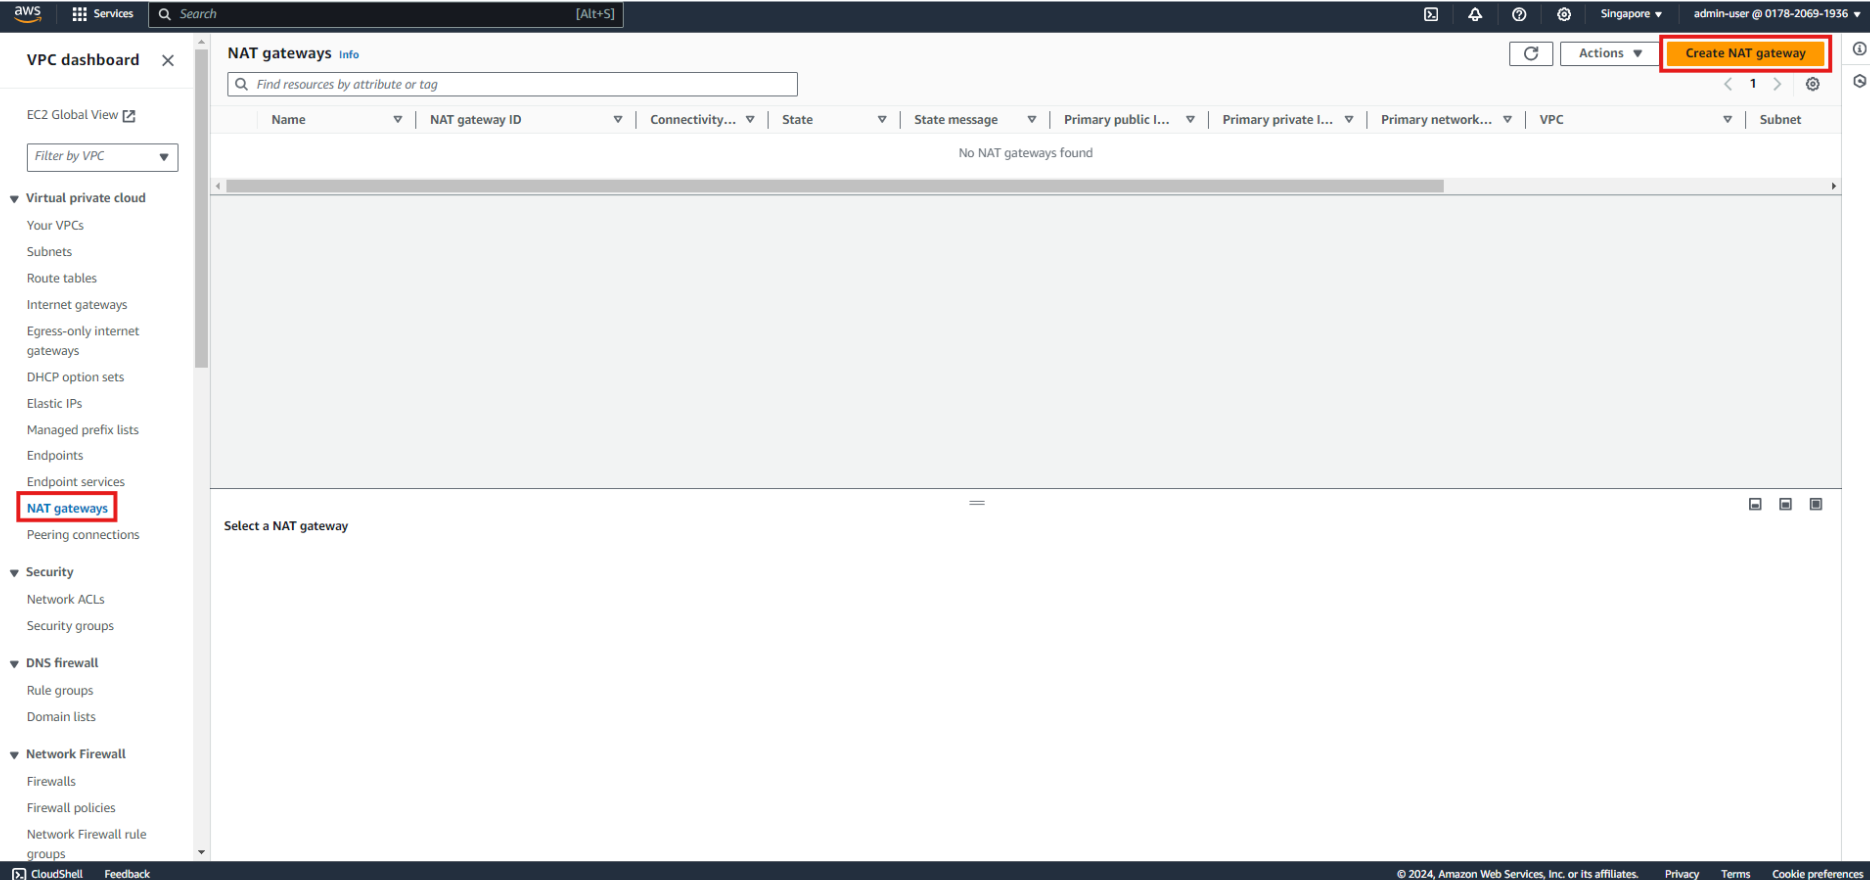 aws Services Search [Alt+S] Singapore admin-user @ 0178-2069-1936
VPC dashboard
EC2 Global View
Filter by VPC
Virtual private cloud
Your VPCs
Subnets
Route tables
Internet gateways
Egress-only internet
gateways
DHCP option sets
Elastic IPs
Managed prefix lists
Endpoints
Endpoint services
NAT gateways
Peering connections
Security
Network ACLs
Security groups
DNS firewall
Rule groups
Domain lists
Network Firewall
Firewalls
Firewall policies
Network Firewall rule
groups
NAT gateways Info
Actions
Create NAT gateway
Find resources by attribute or tag
1
Name NAT gateway ID Connectivity... State State message Primary public I... Primary private I... Primary network... VPC Subnet
No NAT gateways found
Select a NAT gateway
CloudShell Feedback © 2024, Amazon Web Services, Inc. or its affiliates. Privacy Terms Cookie preferences